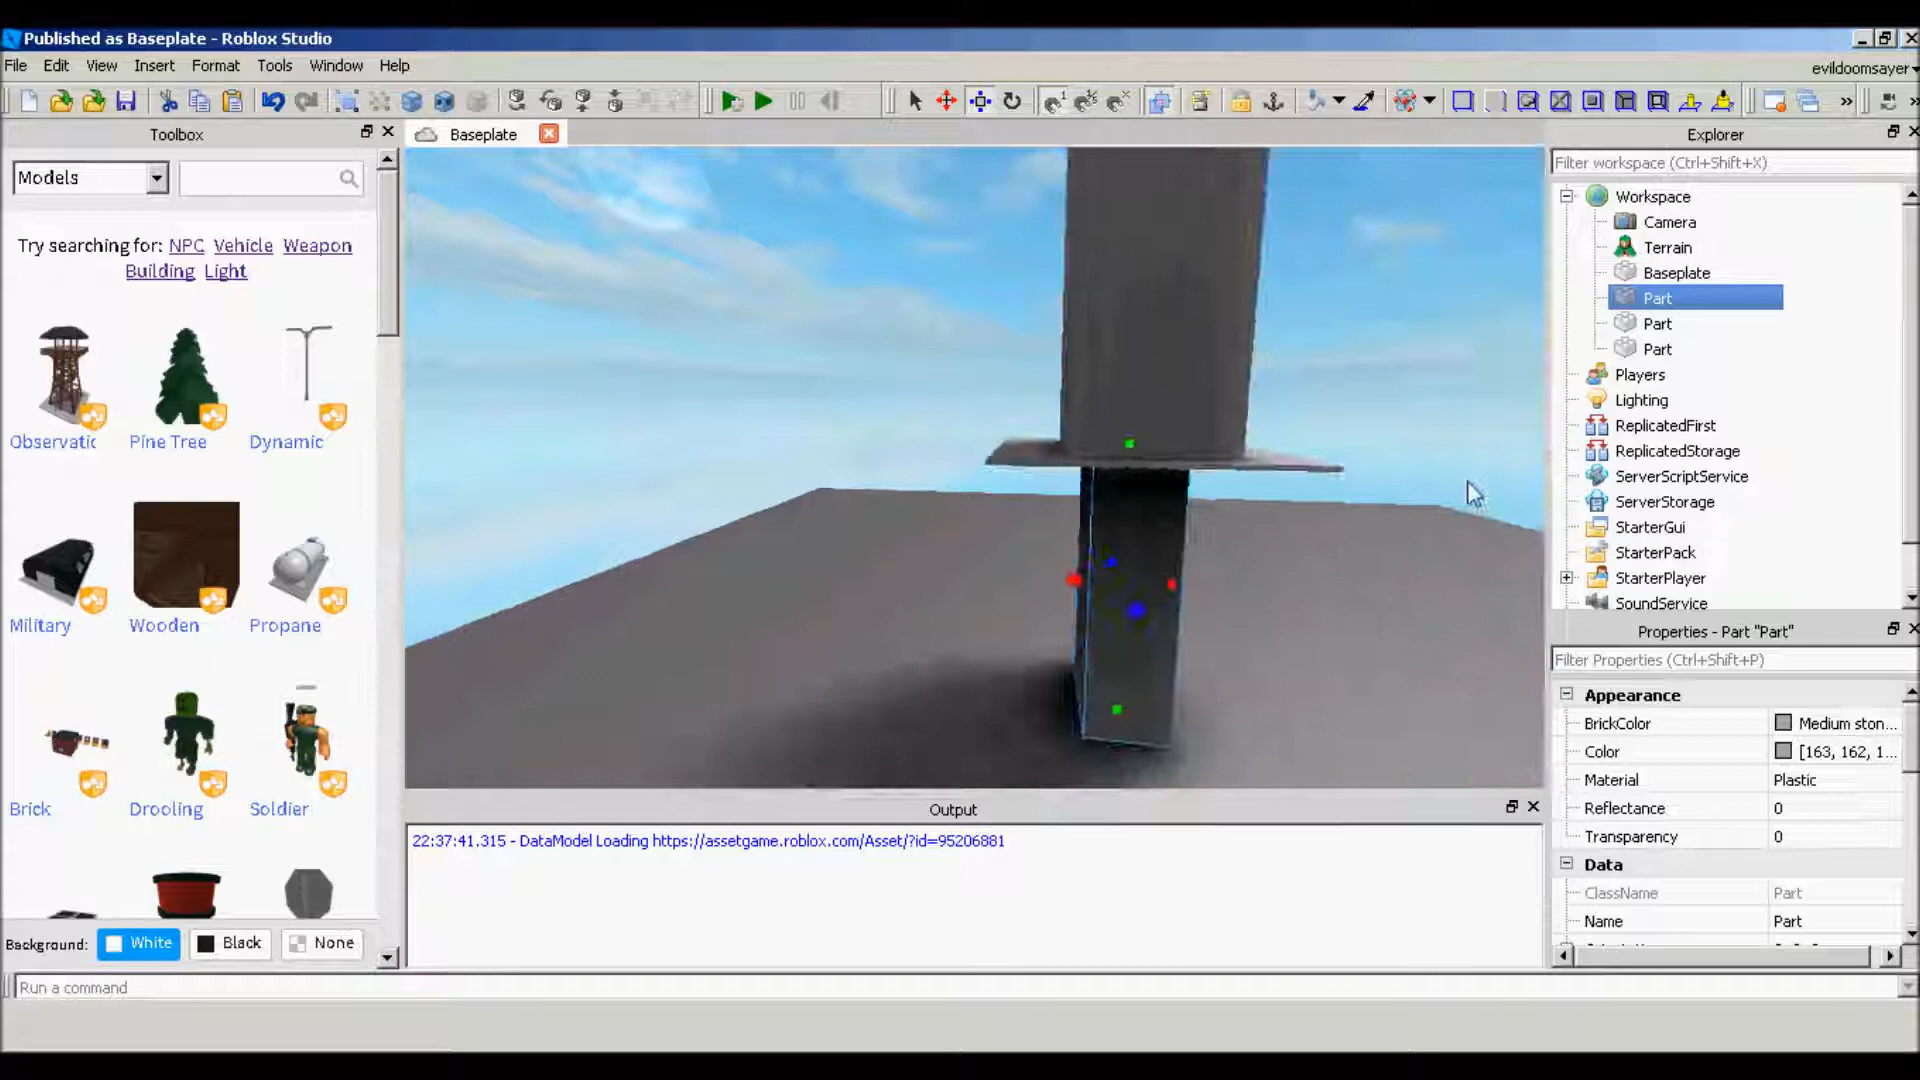 Published as Baseplate - Roblox Studio
File Edit View Insert Format Tools Window Help
evildoomsayer
Toolbox
Baseplate
Explorer
Models
Filter workspace (Ctrl+Shift+X)
Try searching for: NPC Vehicle Weapon
Building Light
Observatic Pine Tree Dynamic
Military Wooden Propane
Brick Drooling Soldier
Background: White Black None
Workspace
Camera
Terrain
Baseplate
Part
Part
Part
Players
Lighting
ReplicatedFirst
ReplicatedStorage
ServerScriptService
ServerStorage
StarterGui
StarterPack
StarterPlayer
SoundService
Properties - Part "Part"
Filter Properties (Ctrl+Shift+P)
Appearance
BrickColor Medium ston...
Color [163, 162, 1...
Material Plastic
Reflectance 0
Transparency 0
Data
ClassName Part
Name Part
Output
22:37:41.315 - DataModel Loading https://assetgame.roblox.com/Asset/?id=95206881
Run a command